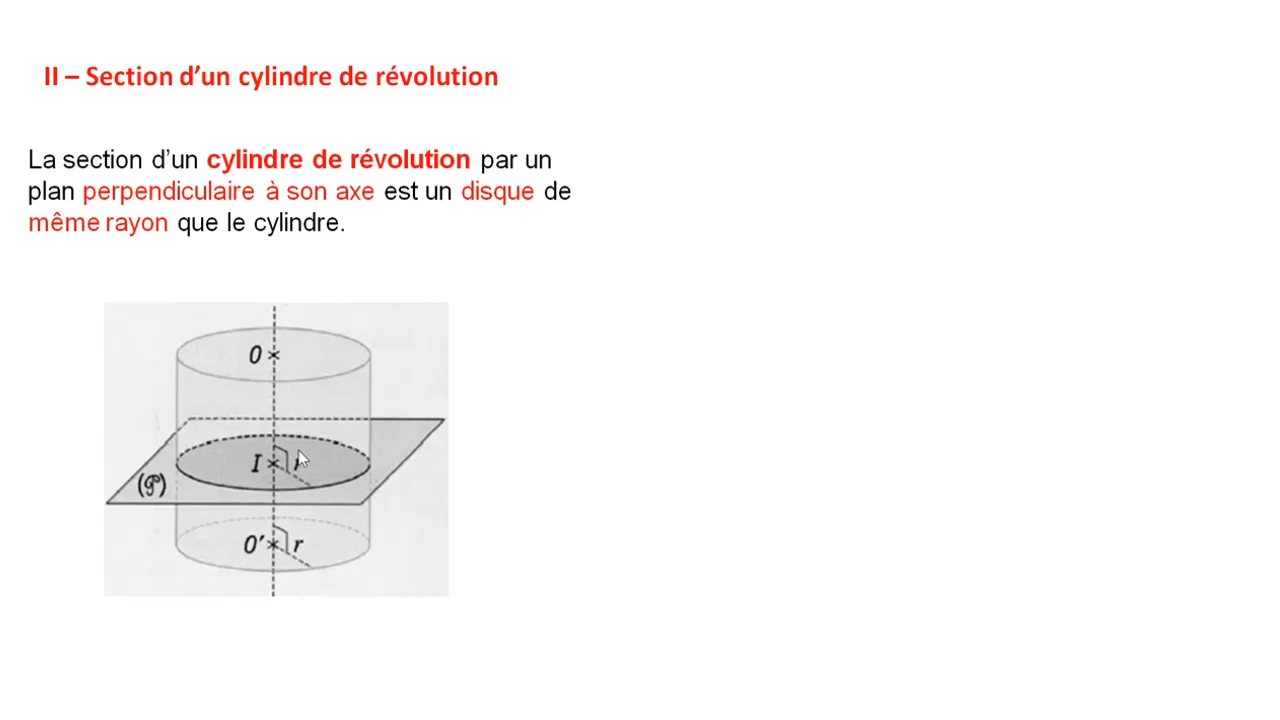 II – Section d’un cylindre de révolution
La section d’un cylindre de révolution par un
plan perpendiculaire à son axe est un disque de
même rayon que le cylindre.
O
I
(𝒫)
O′ r